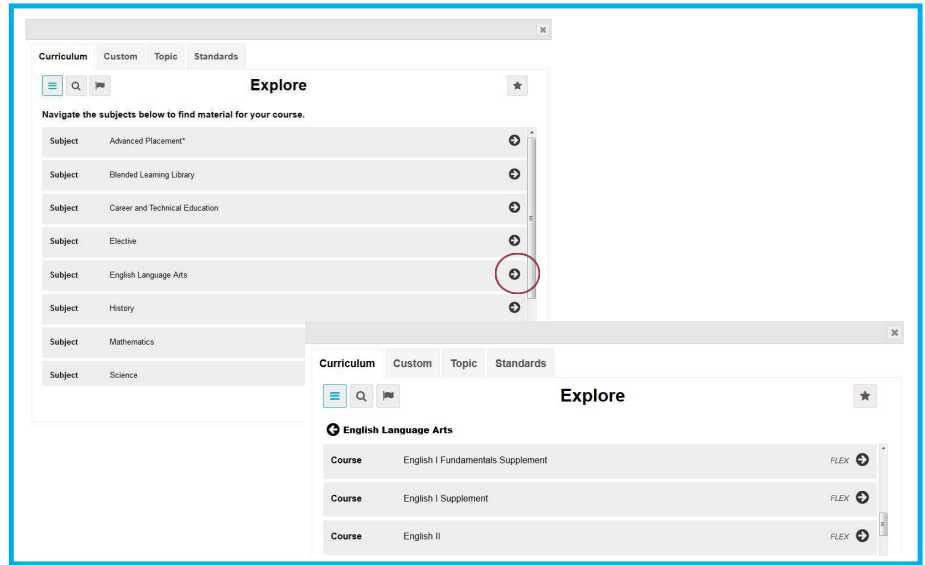 Curriculum Custom Topic Standards
Explore
Navigate the subjects below to find material for your course.
Subject Advanced Placement*
Subject Blended Learning Library
Subject Career and Technical Education
Subject Elective
Subject English Language Arts
Subject History
Subject Mathematics
Subject Science
Curriculum Custom Topic Standards
Explore
English Language Arts
Course English I Fundamentals Supplement FLEX
Course English I Supplement FLEX
Course English II FLEX